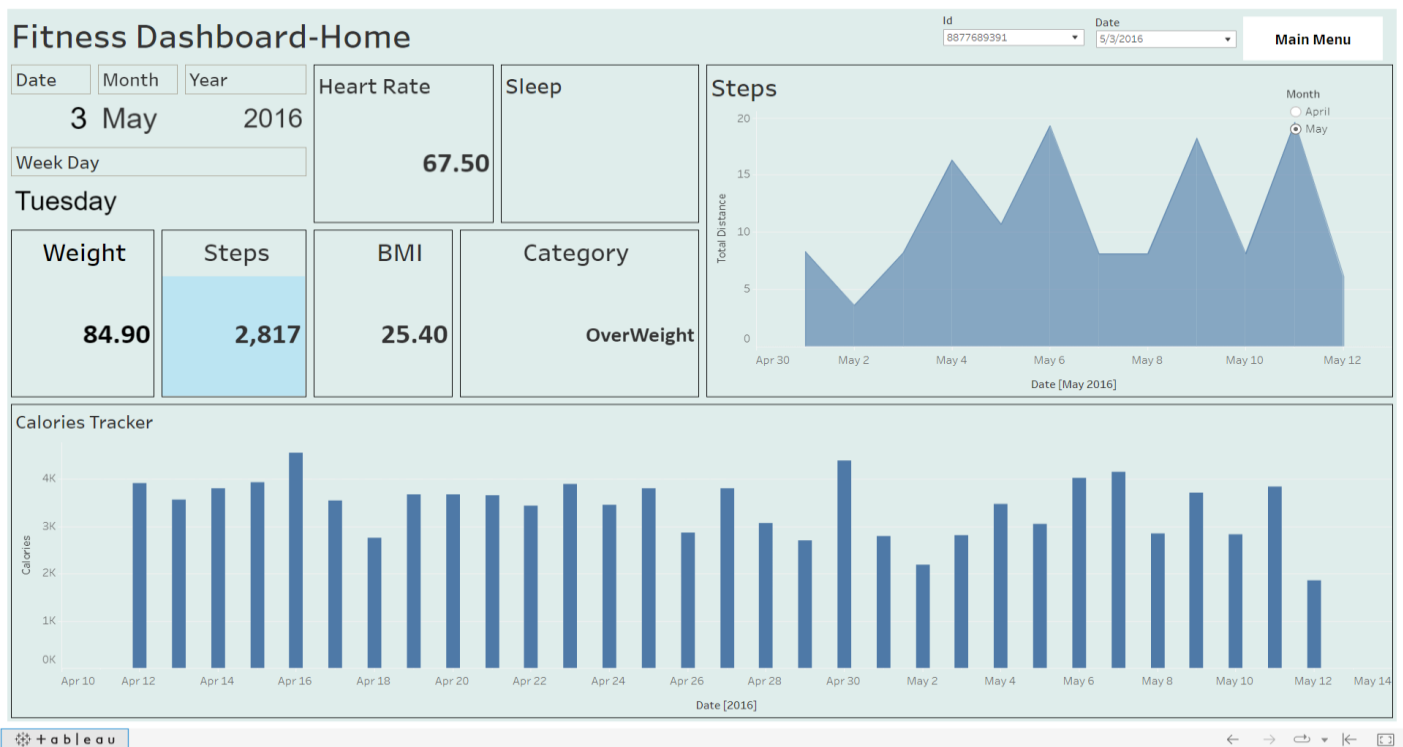 Fitness Dashboard-Home
Id
8877689391
Date
5/3/2016
Main Menu
Date
Month
Year
3
May
2016
Week Day
Tuesday
Heart Rate
67.50
Sleep
Weight
84.90
Steps
2,817
BMI
25.40
Category
OverWeight
Steps
Month
April
May
20
15
10
5
0
Total Distance
Apr 30
May 2
May 4
May 6
May 8
May 10
May 12
Date [May 2016]
Calories Tracker
4K
3K
2K
1K
0K
Calories
Apr 10
Apr 12
Apr 14
Apr 16
Apr 18
Apr 20
Apr 22
Apr 24
Apr 26
Apr 28
Apr 30
May 2
May 4
May 6
May 8
May 10
May 12
May 14
Date [2016]
+ableau